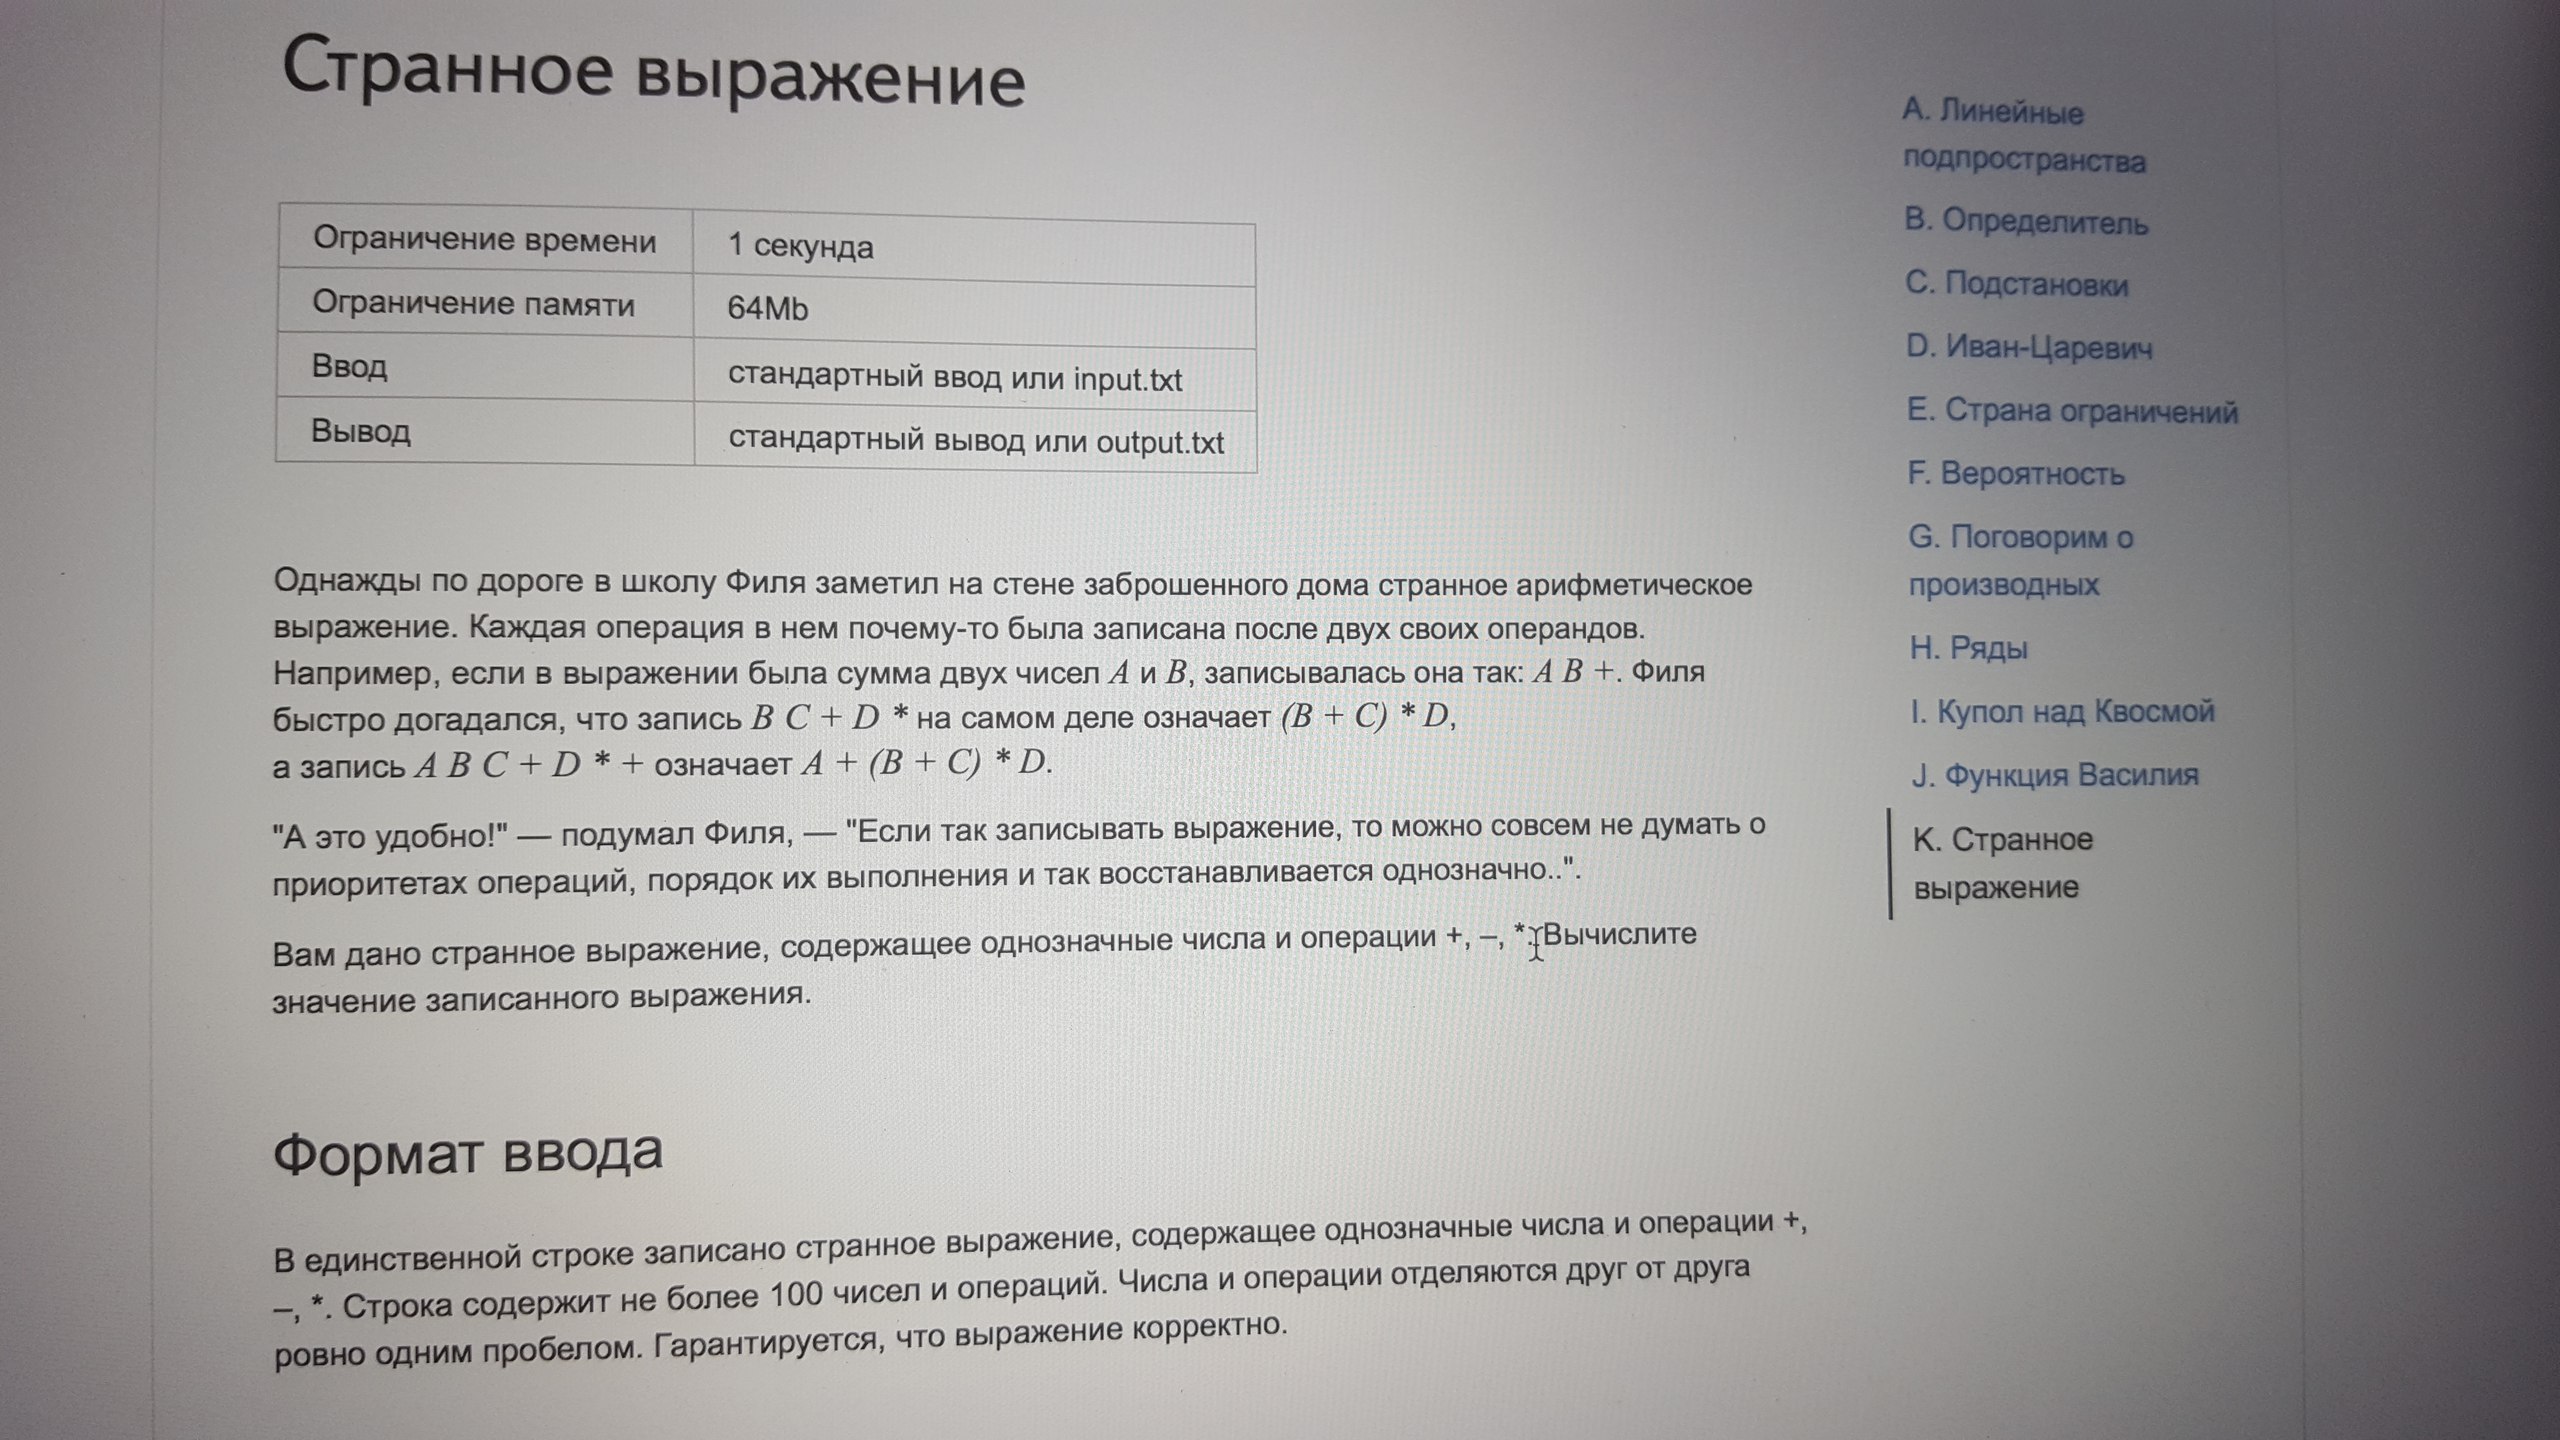 Странное выражение
Ограничение времени 1 секунда
Ограничение памяти 64Mb
Ввод стандартный ввод или input.txt
Вывод стандартный вывод или output.txt
Однажды по дороге в школу Филя заметил на стене заброшенного дома странное арифметическое
выражение. Каждая операция в нем почему-то была записана после двух своих операндов.
Например, если в выражении была сумма двух чисел A и B, записывалась она так: A B +. Филя
быстро догадался, что запись B C + D * на самом деле означает (B + C) * D,
а запись A B C + D * + означает A + (B + C) * D.
"А это удобно!" — подумал Филя, — "Если так записывать выражение, то можно совсем не думать о
приоритетах операций, порядок их выполнения и так восстанавливается однозначно..".
Вам дано странное выражение, содержащее однозначные числа и операции +, –, *. Вычислите
значение записанного выражения.
Формат ввода
В единственной строке записано странное выражение, содержащее однозначные числа и операции +,
–, *. Строка содержит не более 100 чисел и операций. Числа и операции отделяются друг от друга
ровно одним пробелом. Гарантируется, что выражение корректно.
A. Линейные
подпространства
B. Определитель
C. Подстановки
D. Иван-Царевич
E. Страна ограничений
F. Вероятность
G. Поговорим о
производных
H. Ряды
I. Купол над Квосмой
J. Функция Василия
K. Странное
выражение